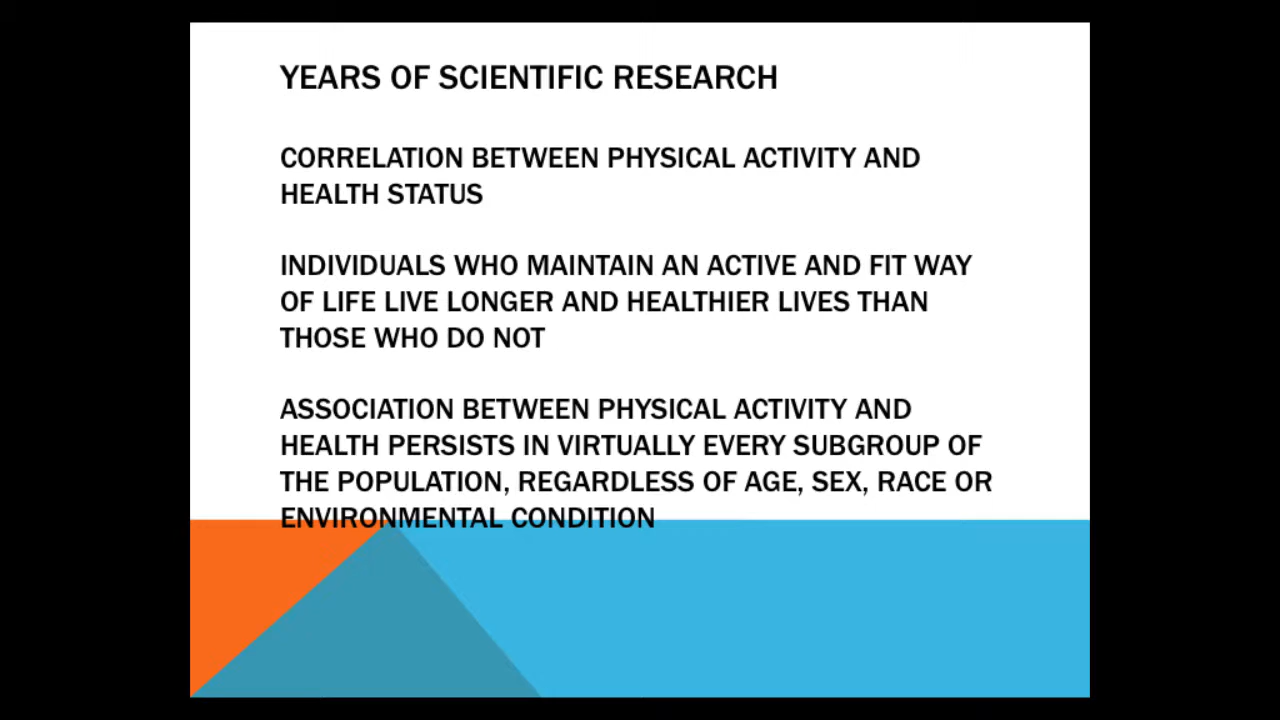 YEARS OF SCIENTIFIC RESEARCH
CORRELATION BETWEEN PHYSICAL ACTIVITY AND
HEALTH STATUS
INDIVIDUALS WHO MAINTAIN AN ACTIVE AND FIT WAY
OF LIFE LIVE LONGER AND HEALTHIER LIVES THAN
THOSE WHO DO NOT
ASSOCIATION BETWEEN PHYSICAL ACTIVITY AND
HEALTH PERSISTS IN VIRTUALLY EVERY SUBGROUP OF
THE POPULATION, REGARDLESS OF AGE, SEX, RACE OR
ENVIRONMENTAL CONDITION